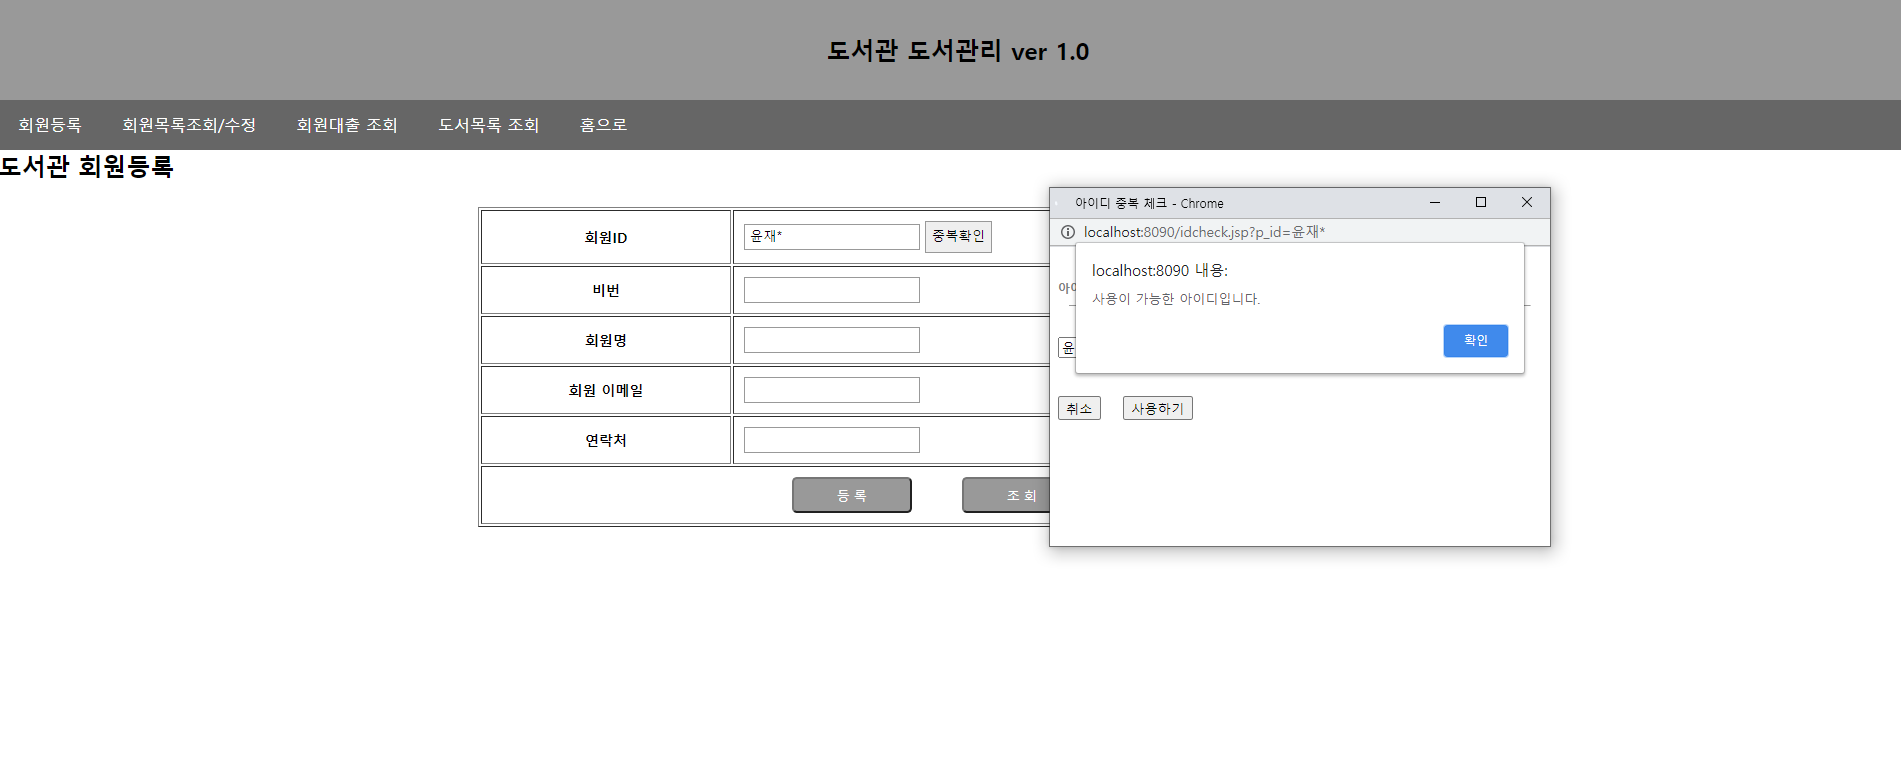 도서관 도서관리 ver 1.0
회원등록 회원목록조회/수정 회원대출 조회 도서목록 조회 홈으로
도서관 회원등록
회원ID 윤재* 중복확인
비번
회원명
회원 이메일
연락처
등 록 조 회
아이디 중복 체크 - Chrome
localhost:8090/idcheck.jsp?p_id=윤재*
localhost:8090 내용:
사용이 가능한 아이디입니다.
확인
윤
취소 사용하기